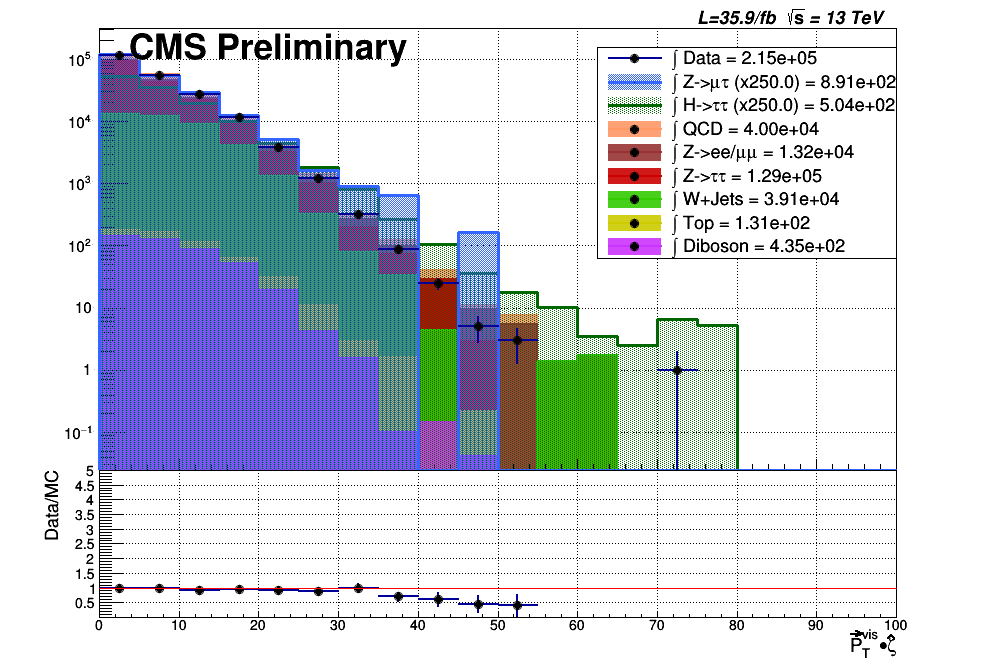 L=35.9/fb √s = 13 TeV
CMS Preliminary
∫ Data = 2.15e+05
∫ Z->μτ (x250.0) = 8.91e+02
∫ H->ττ (x250.0) = 5.04e+02
∫ QCD = 4.00e+04
∫ Z->ee/μμ = 1.32e+04
∫ Z->ττ = 1.29e+05
∫ W+Jets = 3.91e+04
∫ Top = 1.31e+02
∫ Diboson = 4.35e+02
10⁵
10⁴
10³
10²
10
1
10⁻¹
Data/MC
5
4.5
4
3.5
3
2.5
2
1.5
1
0.5
0 10 20 30 40 50 60 70 80 90 100
P⃗_T^vis •ζ̂